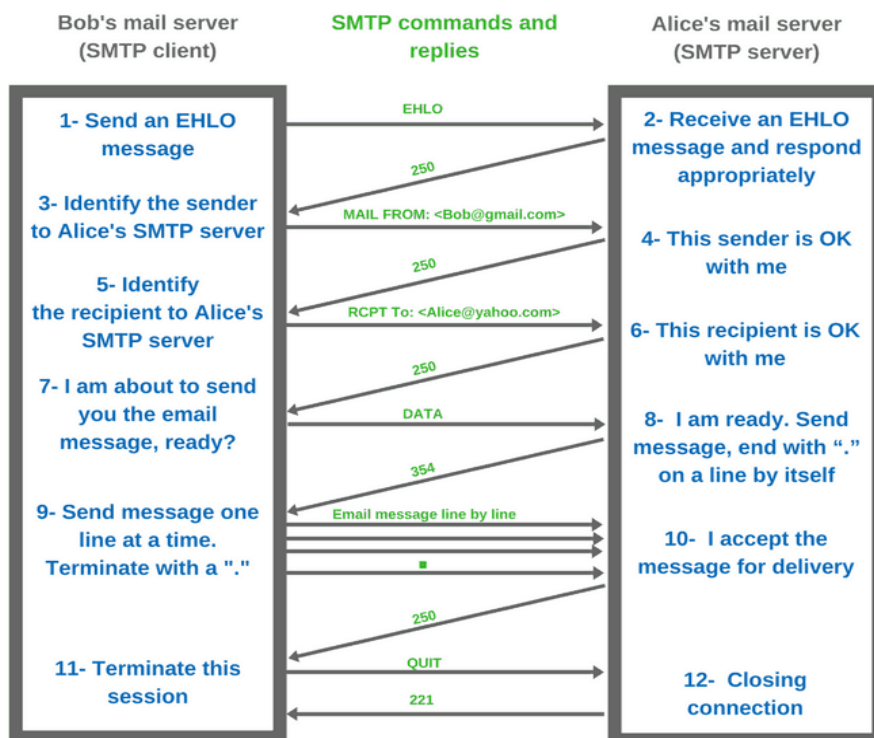 Bob's mail server
(SMTP client)
SMTP commands and
replies
Alice's mail server
(SMTP server)
1- Send an EHLO
message
EHLO
2- Receive an EHLO
message and respond
appropriately
250
3- Identify the sender
to Alice's SMTP server
MAIL FROM: <Bob@gmail.com>
4- This sender is OK
with me
250
5- Identify
the recipient to Alice's
SMTP server
RCPT To: <Alice@yahoo.com>
6- This recipient is OK
with me
250
7- I am about to send
you the email
message, ready?
DATA
8- I am ready. Send
message, end with “.”
on a line by itself
354
9- Send message one
line at a time.
Terminate with a "."
Email message line by line
.
10- I accept the
message for delivery
250
11- Terminate this
session
QUIT
12- Closing
connection
221